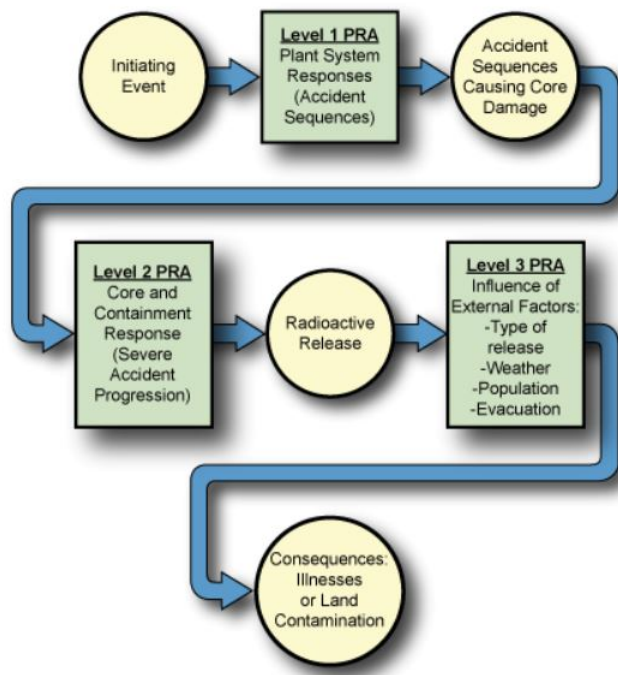 Initiating
Event
Level 1 PRA
Plant System
Responses
(Accident
Sequences)
Accident
Sequences
Causing Core
Damage
Level 2 PRA
Core and
Containment
Response
(Severe
Accident
Progression)
Radioactive
Release
Level 3 PRA
Influence of
External Factors:
-Type of
release
-Weather
-Population
-Evacuation
Consequences:
Illnesses
or Land
Contamination